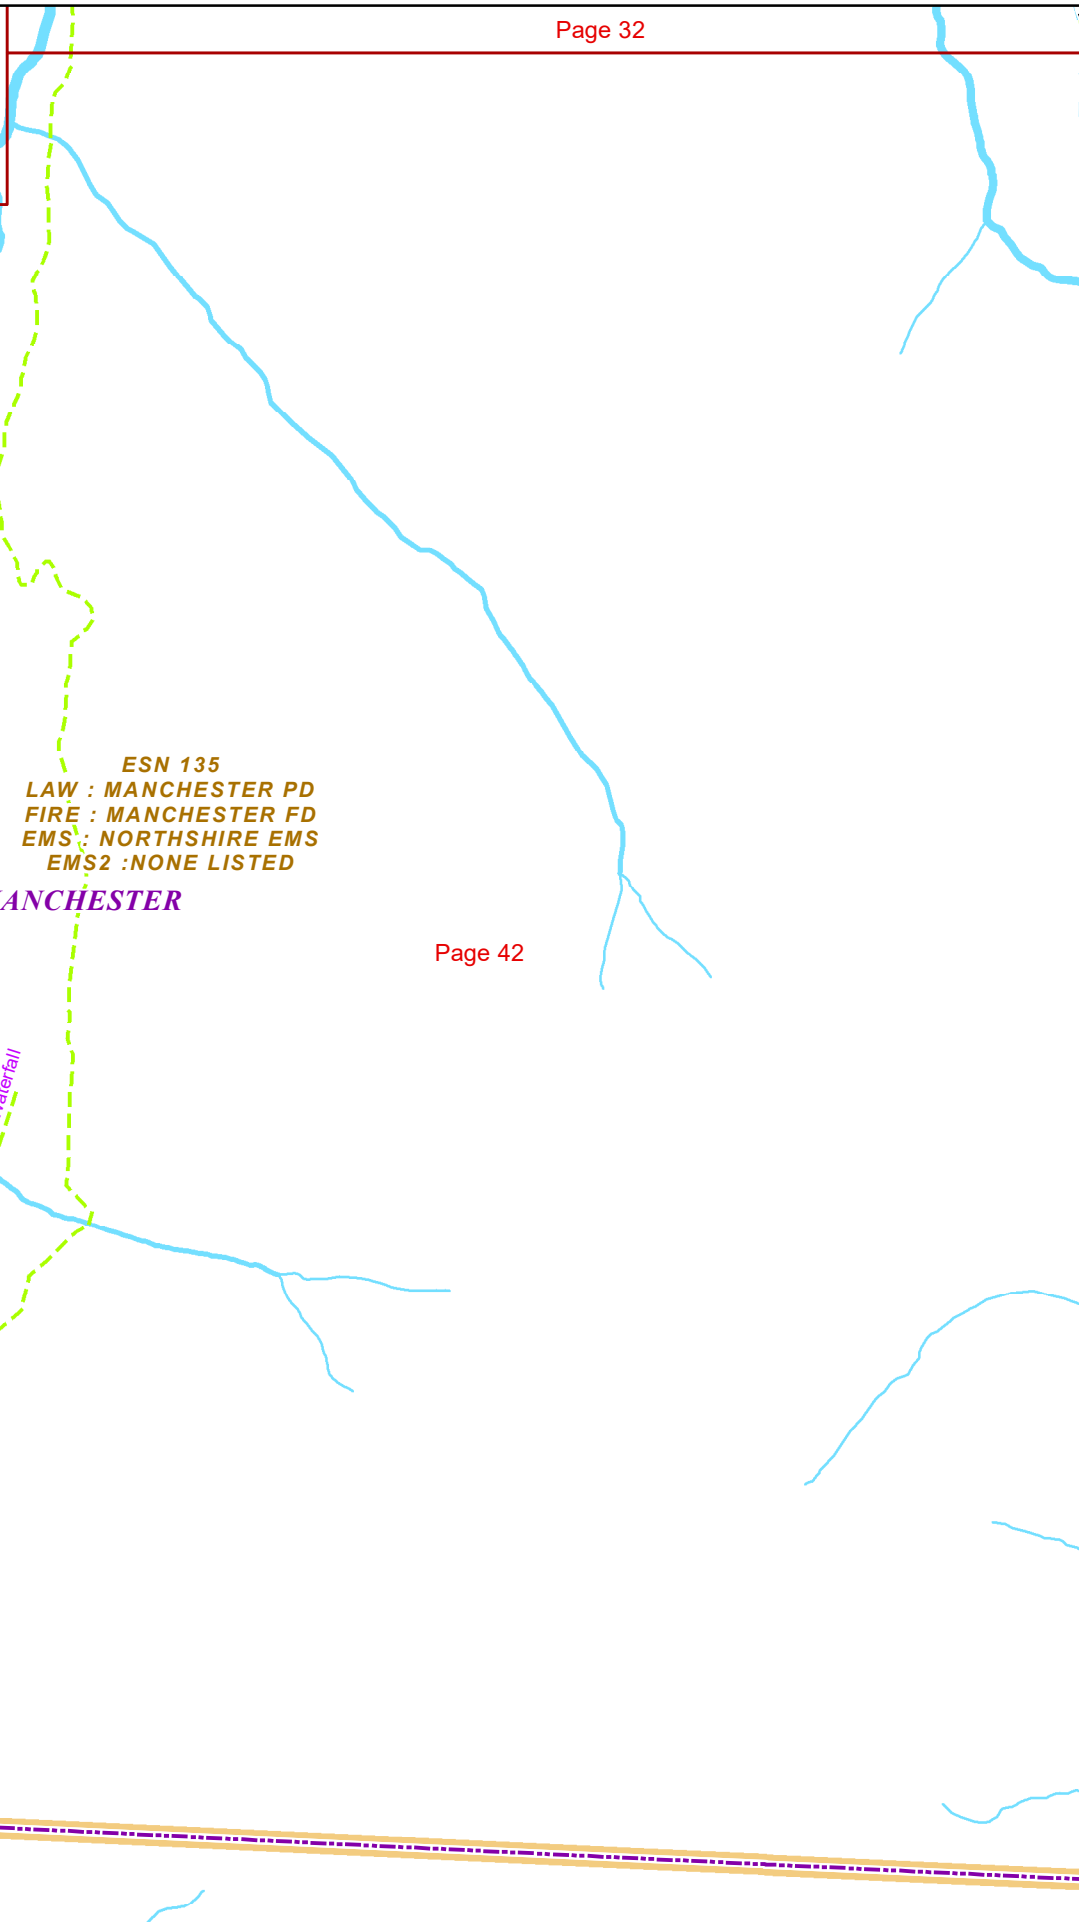 Page 32
ESN 135
LAW : MANCHESTER PD
FIRE : MANCHESTER FD
EMS : NORTHSHIRE EMS
EMS2 :NONE LISTED
ANCHESTER
Page 42
aterfall